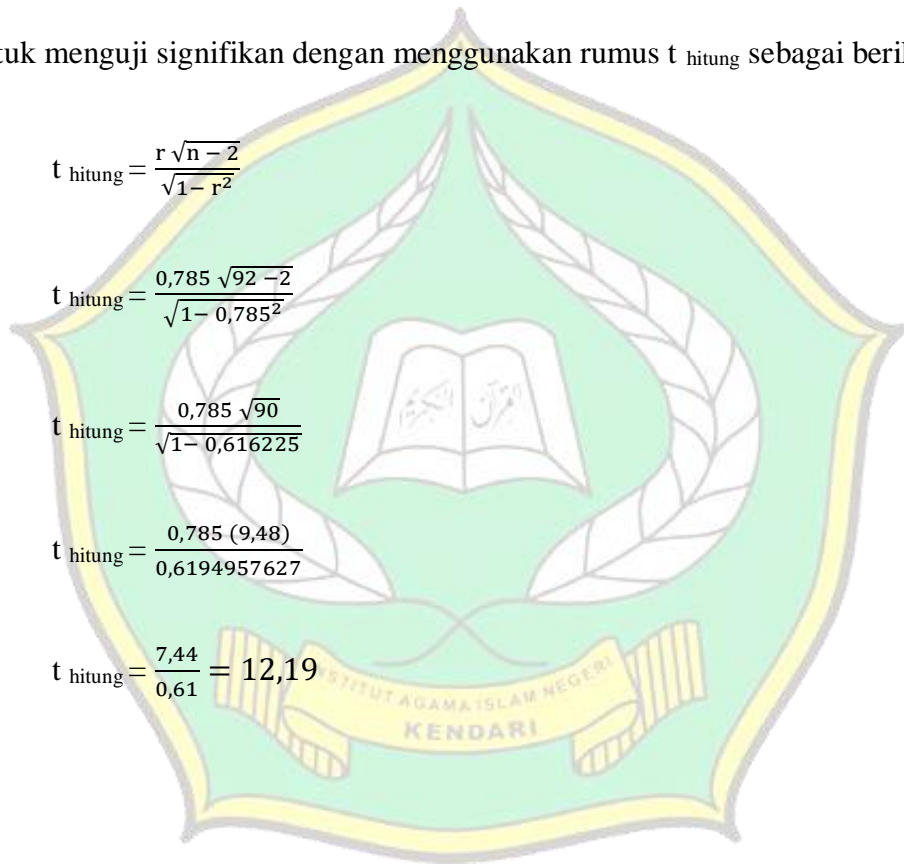 tuk menguji signifikan dengan menggunakan rumus t hitung sebagai beri
t hitung = r √n − 2 / √1− r²
t hitung = 0,785 √92 −2 / √1− 0,785²
t hitung = 0,785 √90 / √1− 0,616225
t hitung = 0,785 (9,48) / 0,6194957627
t hitung = 7,44 / 0,61 = 12,19
القرآن الكريم
INSTITUT AGAMA ISLAM NEGERI
KENDARI